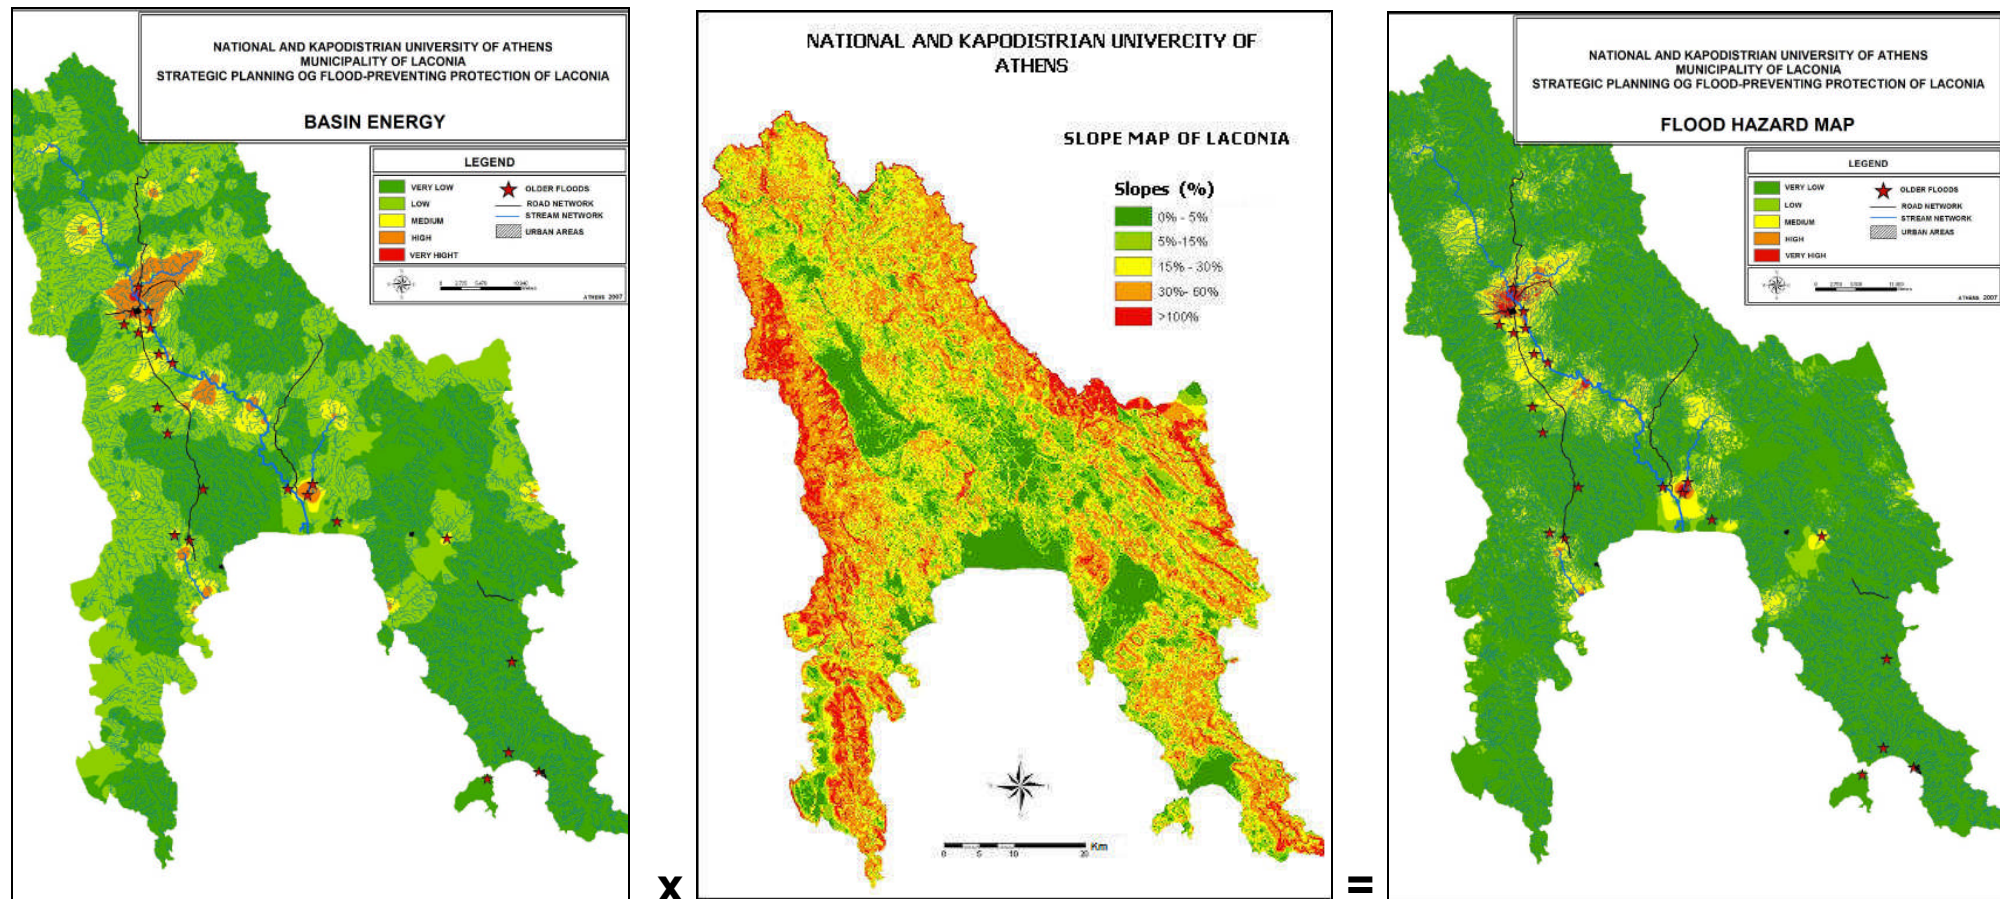 NATIONAL AND KAPODISTRIAN UNIVERSITY OF ATHENS
MUNICIPALITY OF LACONIA
STRATEGIC PLANNING OG FLOOD-PREVENTING PROTECTION OF LACONIA
BASIN ENERGY
LEGEND
VERY LOW
LOW
MEDIUM
HIGH
VERY HIGHT
OLDER FLOODS
ROAD NETWORK
STREAM NETWORK
URBAN AREAS
ATHENS 2007
x
NATIONAL AND KAPODISTRIAN UNIVERCITY OF
ATHENS
SLOPE MAP OF LACONIA
Slopes (%)
0% - 5%
5%-15%
15% - 30%
30%- 60%
>100%
0 5 10 20 Km
=
NATIONAL AND KAPODISTRIAN UNIVERSITY OF ATHENS
MUNICIPALITY OF LACONIA
STRATEGIC PLANNING OG FLOOD-PREVENTING PROTECTION OF LACONIA
FLOOD HAZARD MAP
LEGEND
VERY LOW
LOW
MEDIUM
HIGH
VERY HIGH
OLDER FLOODS
ROAD NETWORK
STREAM NETWORK
URBAN AREAS
ATHENS 2007